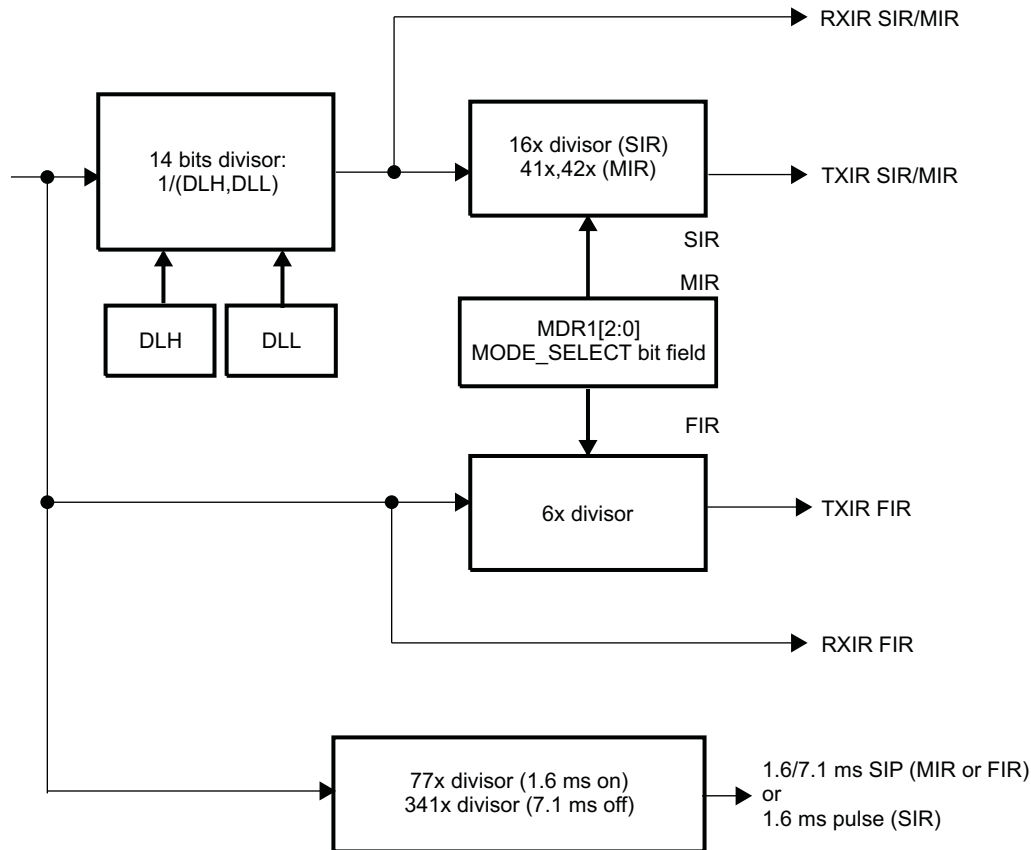 RXIR SIR/MIR
14 bits divisor:
1/(DLH,DLL)
16x divisor (SIR)
41x,42x (MIR)
TXIR SIR/MIR
SIR
MIR
DLH
DLL
MDR1[2:0]
MODE_SELECT bit field
FIR
6x divisor
TXIR FIR
RXIR FIR
77x divisor (1.6 ms on)
341x divisor (7.1 ms off)
1.6/7.1 ms SIP (MIR or FIR)
or
1.6 ms pulse (SIR)